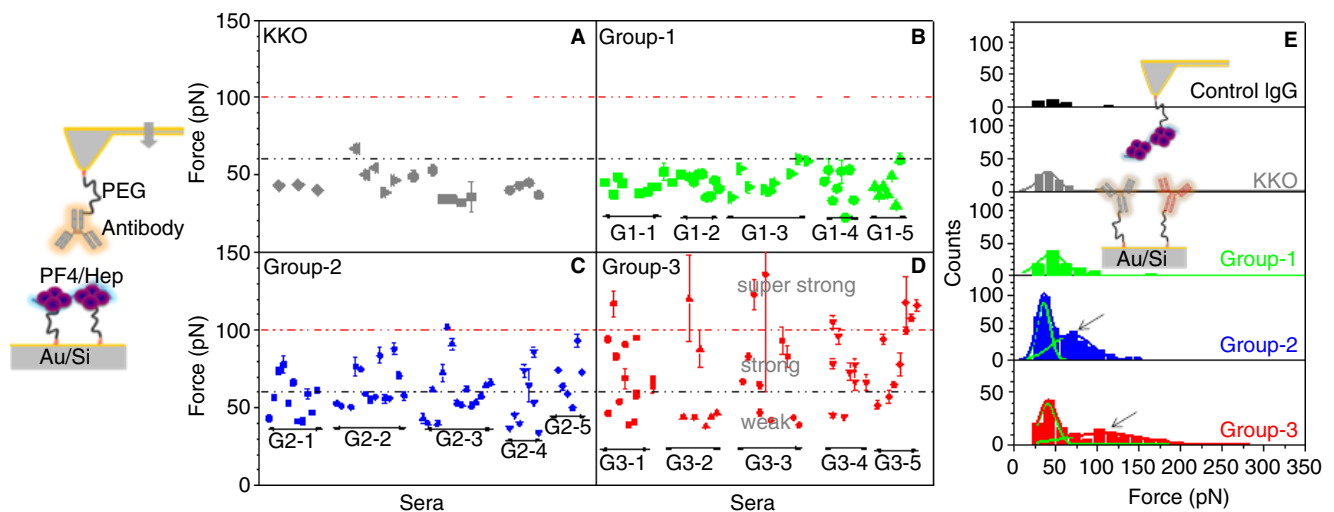 PEG
Antibody
PF4/Hep
Au/Si
Force (pN)
150
100
50
KKO
A
Group-1
B
G1-1
G1-2
G1-3
G1-4
G1-5
Force (pN)
150
100
50
0
Group-2
C
G2-1
G2-2
G2-3
G2-4
G2-5
Group-3
D
super strong
strong
weak
G3-1
G3-2
G3-3
G3-4
G3-5
Sera
Sera
E
Counts
100
50
0
Control IgG
100
50
0
KKO
100
50
0
Au/Si
Group-1
100
50
0
Group-2
50
0
Group-3
0 50 100 150 200 250 300 350
Force (pN)